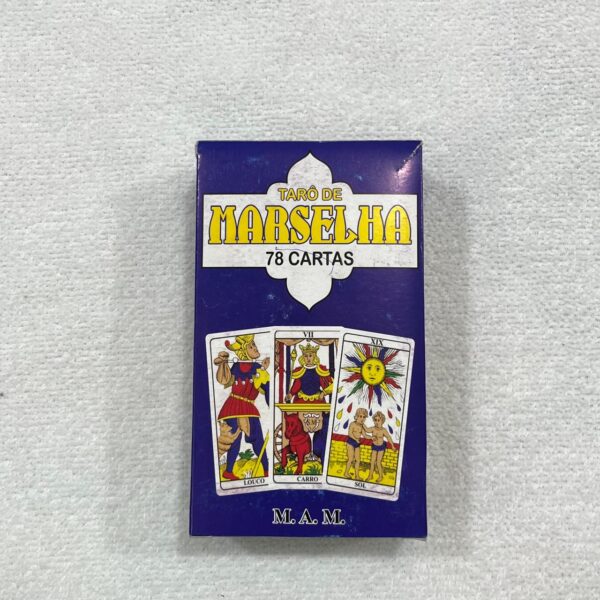 TARÔ DE
MARSELHA
78 CARTAS
VII
XIX
LOUCO
CARRO
SOL
M. A. M.